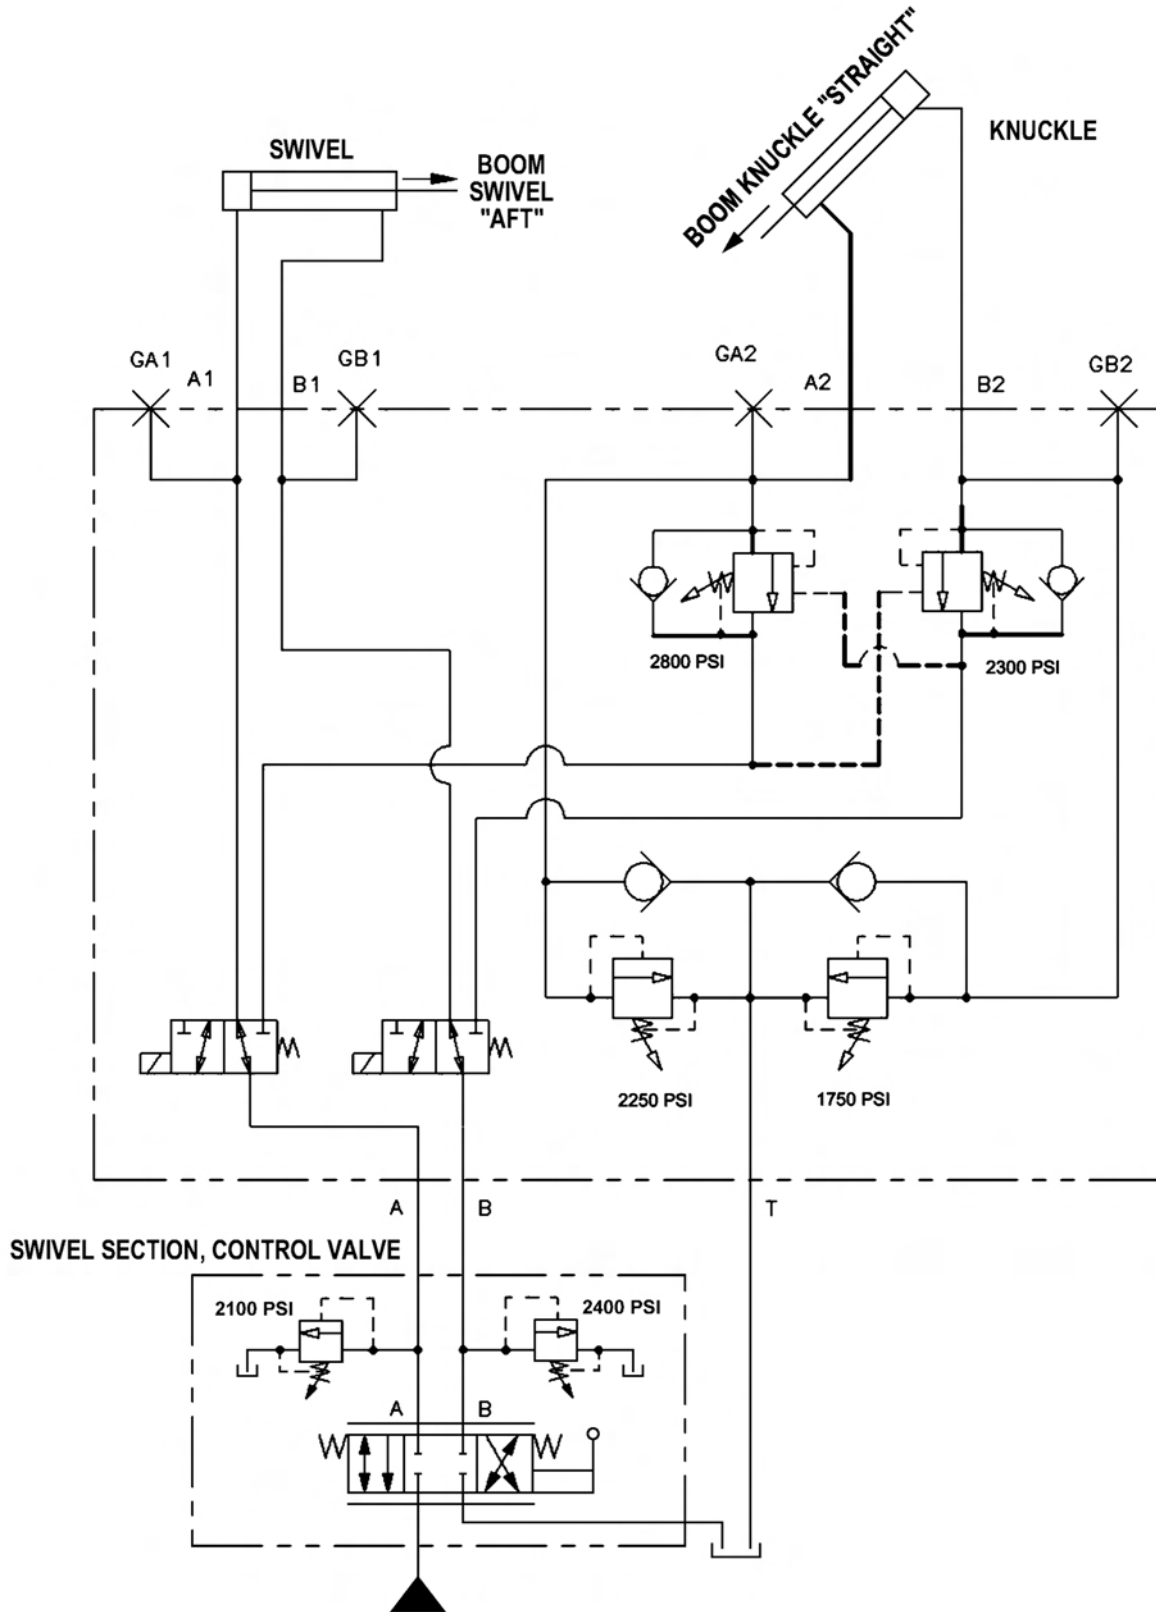 BOOM KNUCKLE "STRAIGHT"
KNUCKLE
SWIVEL
BOOM
SWIVEL
"AFT"
GA1
A1
B1
GB1
GA2
A2
B2
GB2
2800 PSI
2300 PSI
2250 PSI
1750 PSI
A
B
T
SWIVEL SECTION, CONTROL VALVE
2100 PSI
2400 PSI
A
B